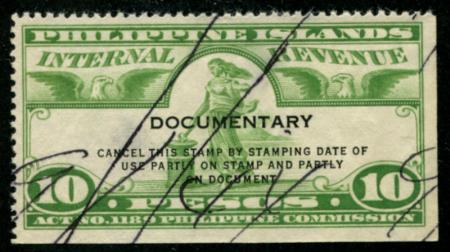 PHILIPPINE ISLANDS
INTERNAL REVENUE
DOCUMENTARY
CANCEL THIS STAMP BY STAMPING DATE OF
USE PARTLY ON STAMP AND PARTLY
ON DOCUMENT
10 PESOS 10
ACT NO. 1189 PHILIPPINE COMMISSION